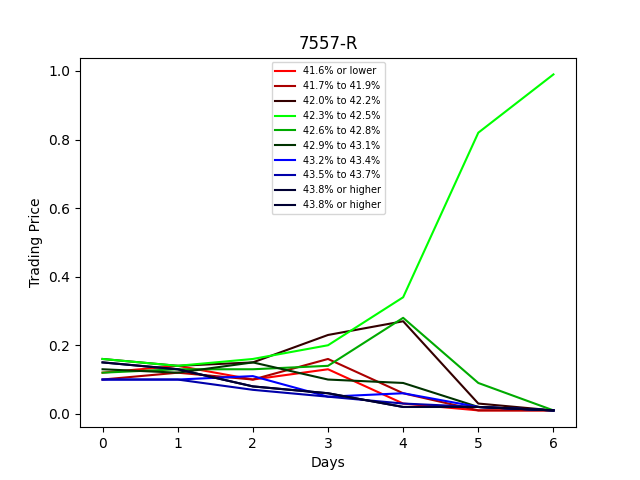 7557-R
1.0
0.8
0.6
0.4
0.2
0.0
Trading Price
41.6% or lower
41.7% to 41.9%
42.0% to 42.2%
42.3% to 42.5%
42.6% to 42.8%
42.9% to 43.1%
43.2% to 43.4%
43.5% to 43.7%
43.8% or higher
43.8% or higher
0 1 2 3 4 5 6
Days